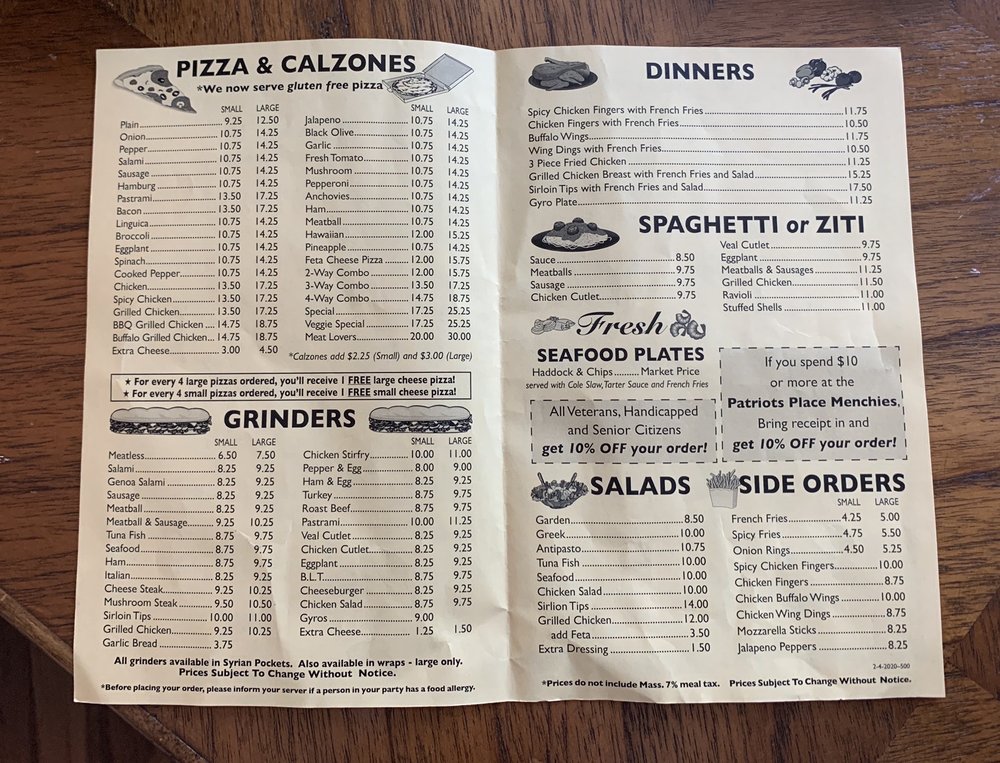 PIZZA & CALZONES
*We now serve gluten free pizza
SMALL LARGE
Plain 9.25 12.50
Onion 10.75 14.25
Pepper 10.75 14.25
Salami 10.75 14.25
Sausage 10.75 14.25
Hamburg 10.75 14.25
Pastrami 13.50 17.25
Bacon 13.50 17.25
Linguica 10.75 14.25
Broccoli 10.75 14.25
Eggplant 10.75 14.25
Spinach 10.75 14.25
Cooked Pepper 10.75 14.25
Chicken 13.50 17.25
Spicy Chicken 13.50 17.25
Grilled Chicken 13.50 17.25
BBQ Grilled Chicken 14.75 18.75
Buffalo Grilled Chicken 14.75 18.75
Extra Cheese 3.00 4.50
SMALL LARGE
Jalapeno 10.75 14.25
Black Olive 10.75 14.25
Garlic 10.75 14.25
Fresh Tomato 10.75 14.25
Mushroom 10.75 14.25
Pepperoni 10.75 14.25
Anchovies 10.75 14.25
Ham 10.75 14.25
Meatball 10.75 14.25
Hawaiian 12.00 15.25
Pineapple 10.75 14.25
Feta Cheese Pizza 12.00 15.75
2-Way Combo 12.00 15.75
3-Way Combo 13.50 17.25
4-Way Combo 14.75 18.75
Special 17.25 25.25
Veggie Special 17.25 25.25
Meat Lovers 20.00 30.00
*Calzones add $2.25 (Small) and $3.00 (Large)
★ For every 4 large pizzas ordered, you'll receive 1 FREE large cheese pizza!
★ For every 4 small pizzas ordered, you'll receive 1 FREE small cheese pizza!
GRINDERS
SMALL LARGE
Meatless 6.50 7.50
Salami 8.25 9.25
Genoa Salami 8.25 9.25
Sausage 8.25 9.25
Meatball 8.25 9.25
Meatball & Sausage 9.25 10.25
Tuna Fish 8.75 9.75
Seafood 8.75 9.75
Ham 8.75 9.75
Italian 8.25 9.25
Cheese Steak 9.25 10.25
Mushroom Steak 9.50 10.50
Sirloin Tips 10.00 11.00
Grilled Chicken 9.25 10.25
Garlic Bread 3.75
SMALL LARGE
Chicken Stirfry 10.00 11.00
Pepper & Egg 8.00 9.00
Ham & Egg 8.25 9.25
Turkey 8.75 9.75
Roast Beef 8.75 9.75
Pastrami 10.00 11.25
Veal Cutlet 8.25 9.25
Chicken Cutlet 8.25 9.25
Eggplant 8.25 9.25
B.L.T. 8.75 9.75
Cheeseburger 8.25 9.25
Chicken Salad 8.75 9.75
Gyros 9.00
Extra Cheese 1.25 1.50
All grinders available in Syrian Pockets. Also available in wraps - large only.
Prices Subject To Change Without Notice.
*Before placing your order, please inform your server if a person in your party has a food allergy.
DINNERS
Spicy Chicken Fingers with French Fries 11.75
Chicken Fingers with French Fries 10.50
Buffalo Wings 11.75
Wing Dings with French Fries 10.50
3 Piece Fried Chicken 11.25
Grilled Chicken Breast with French Fries and Salad 15.25
Sirloin Tips with French Fries and Salad 17.50
Gyro Plate 11.25
SPAGHETTI or ZITI
Sauce 8.50
Meatballs 9.75
Sausage 9.75
Chicken Cutlet 9.75
Veal Cutlet 9.75
Eggplant 9.75
Meatballs & Sausages 11.25
Grilled Chicken 11.50
Ravioli 11.00
Stuffed Shells 11.00
Fresh
SEAFOOD PLATES
Haddock & Chips Market Price
served with Cole Slaw, Tarter Sauce and French Fries
All Veterans, Handicapped
and Senior Citizens
get 10% OFF your order!
If you spend $10
or more at the
Patriots Place Menchies,
Bring receipt in and
get 10% OFF your order!
SALADS
Garden 8.50
Greek 10.00
Antipasto 10.75
Tuna Fish 10.00
Seafood 10.00
Chicken Salad 10.00
Sirlion Tips 14.00
Grilled Chicken 12.00
add Feta 3.50
Extra Dressing 1.50
SIDE ORDERS
SMALL LARGE
French Fries 4.25 5.00
Spicy Fries 4.75 5.50
Onion Rings 4.50 5.25
Spicy Chicken Fingers 10.00
Chicken Fingers 8.75
Chicken Buffalo Wings 10.00
Chicken Wing Dings 8.75
Mozzarella Sticks 8.25
Jalapeno Peppers 8.25
2-4-2020-500
*Prices do not include Mass. 7% meal tax. Prices Subject To Change Without Notice.